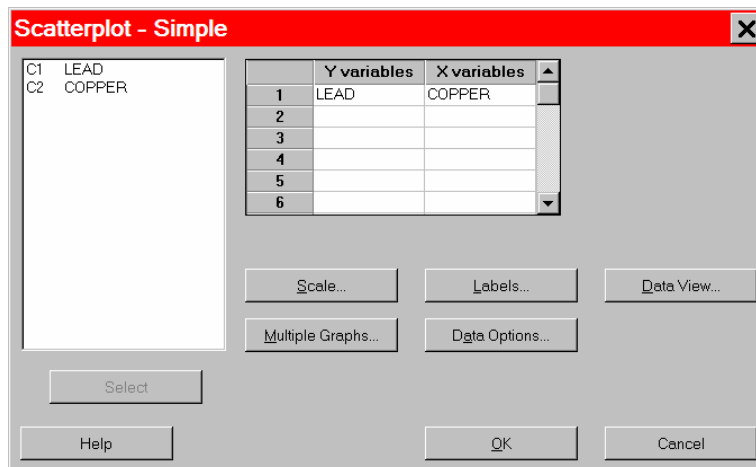 Scatterplot - Simple
C1 LEAD
C2 COPPER
Y variables X variables
1 LEAD COPPER
2
3
4
5
6
Scale... Labels... Data View...
Multiple Graphs... Data Options...
Select
Help OK Cancel